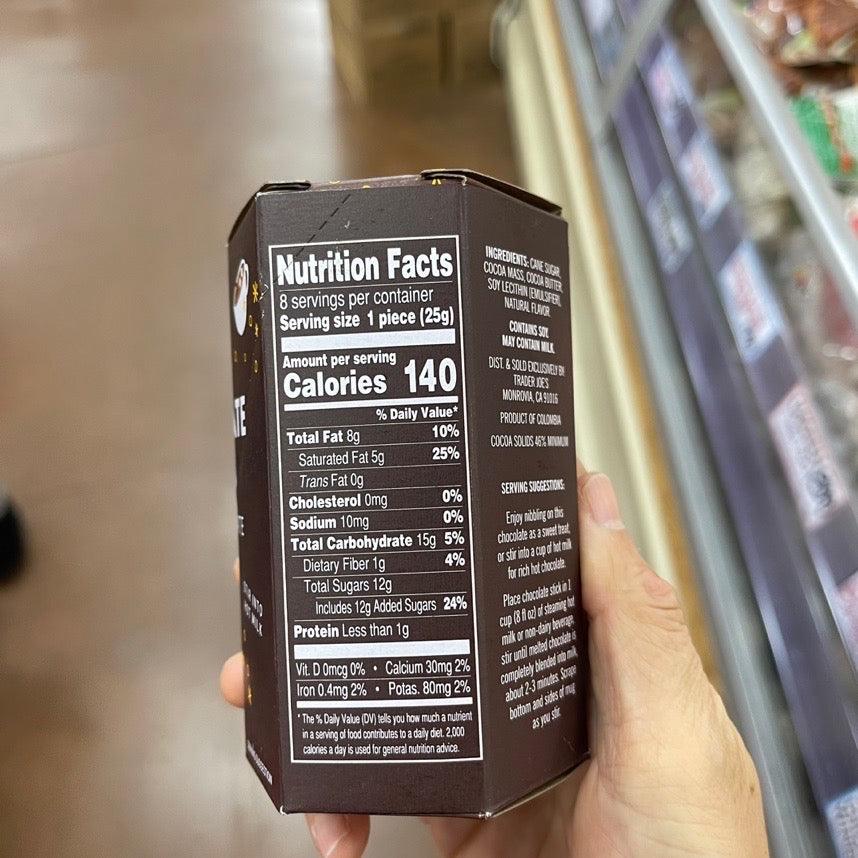 Nutrition Facts
8 servings per container
Serving size 1 piece (25g)
Amount per serving
Calories 140
% Daily Value*
Total Fat 8g 10%
Saturated Fat 5g 25%
Trans Fat 0g
Cholesterol 0mg 0%
Sodium 10mg 0%
Total Carbohydrate 15g 5%
Dietary Fiber 1g 4%
Total Sugars 12g
Includes 12g Added Sugars 24%
Protein Less than 1g
Vit. D 0mcg 0% • Calcium 30mg 2%
Iron 0.4mg 2% • Potas. 80mg 2%
* The % Daily Value (DV) tells you how much a nutrient
in a serving of food contributes to a daily diet. 2,000
calories a day is used for general nutrition advice.
INGREDIENTS: CANE SUGAR,
COCOA MASS, COCOA BUTTER,
SOY LECITHIN (EMULSIFIER),
NATURAL FLAVOR.
CONTAINS SOY.
MAY CONTAIN MILK.
DIST. & SOLD EXCLUSIVELY BY
TRADER JOE'S
MONROVIA, CA 91016
PRODUCT OF COLOMBIA
COCOA SOLIDS 46% MINIMUM
SERVING SUGGESTIONS:
Enjoy nibbling on this
chocolate as a sweet treat,
or stir into a cup of hot milk
for rich hot chocolate.
Place chocolate stick in 1
cup (8 fl oz) of steaming hot
milk or non-dairy beverage,
stir until melted chocolate is
completely blended into milk,
about 2-3 minutes. Scrape
bottom and sides of mug
as you stir.